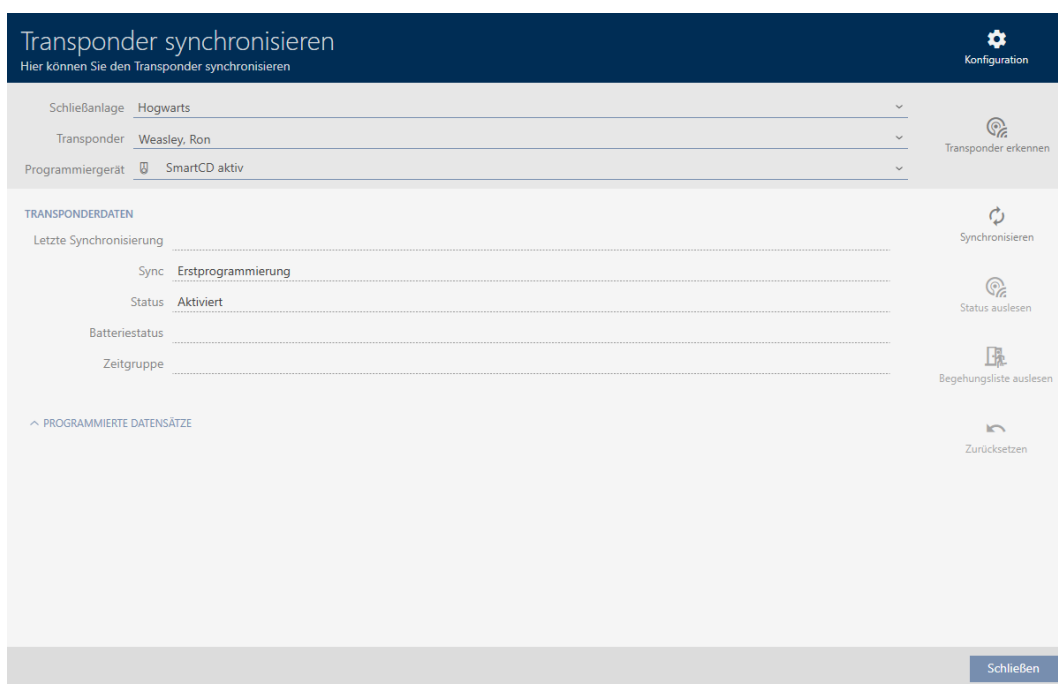 Transponder synchronisieren
Hier können Sie den Transponder synchronisieren
Konfiguration
Schließanlage Hogwarts
Transponder Weasley, Ron
Programmiergerät SmartCD aktiv
Transponder erkennen
TRANSPONDERDATEN
Letzte Synchronisierung
Sync Erstprogrammierung
Status Aktiviert
Batteriestatus
Zeitgruppe
PROGRAMMIERTE DATENSÄTZE
Synchronisieren
Status auslesen
Begehungsliste auslesen
Zurücksetzen
Schließen